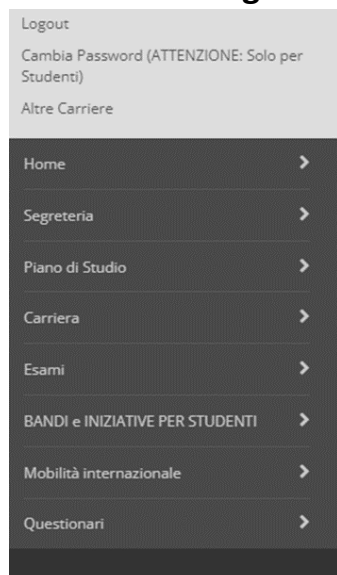 Logout
Cambia Password (ATTENZIONE: Solo per
Studenti)
Altre Carriere
Home
Segreteria
Piano di Studio
Carriera
Esami
BANDI e INIZIATIVE PER STUDENTI
Mobilità internazionale
Questionari